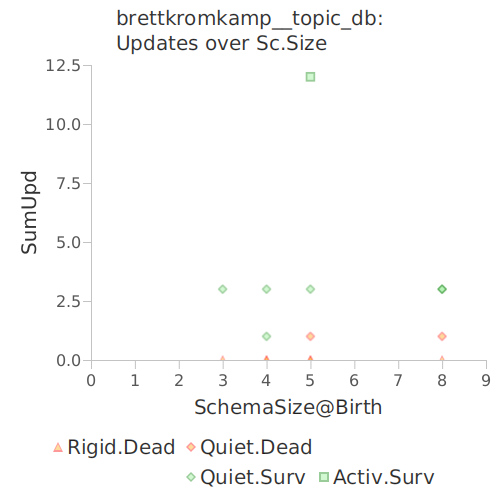 brettkromkamp__topic_db:
Updates over Sc.Size
12.5
10.0
7.5
5.0
2.5
0.0
SumUpd
0 1 2 3 4 5 6 7 8 9
SchemaSize@Birth
Rigid.Dead Quiet.Dead
Quiet.Surv Activ.Surv